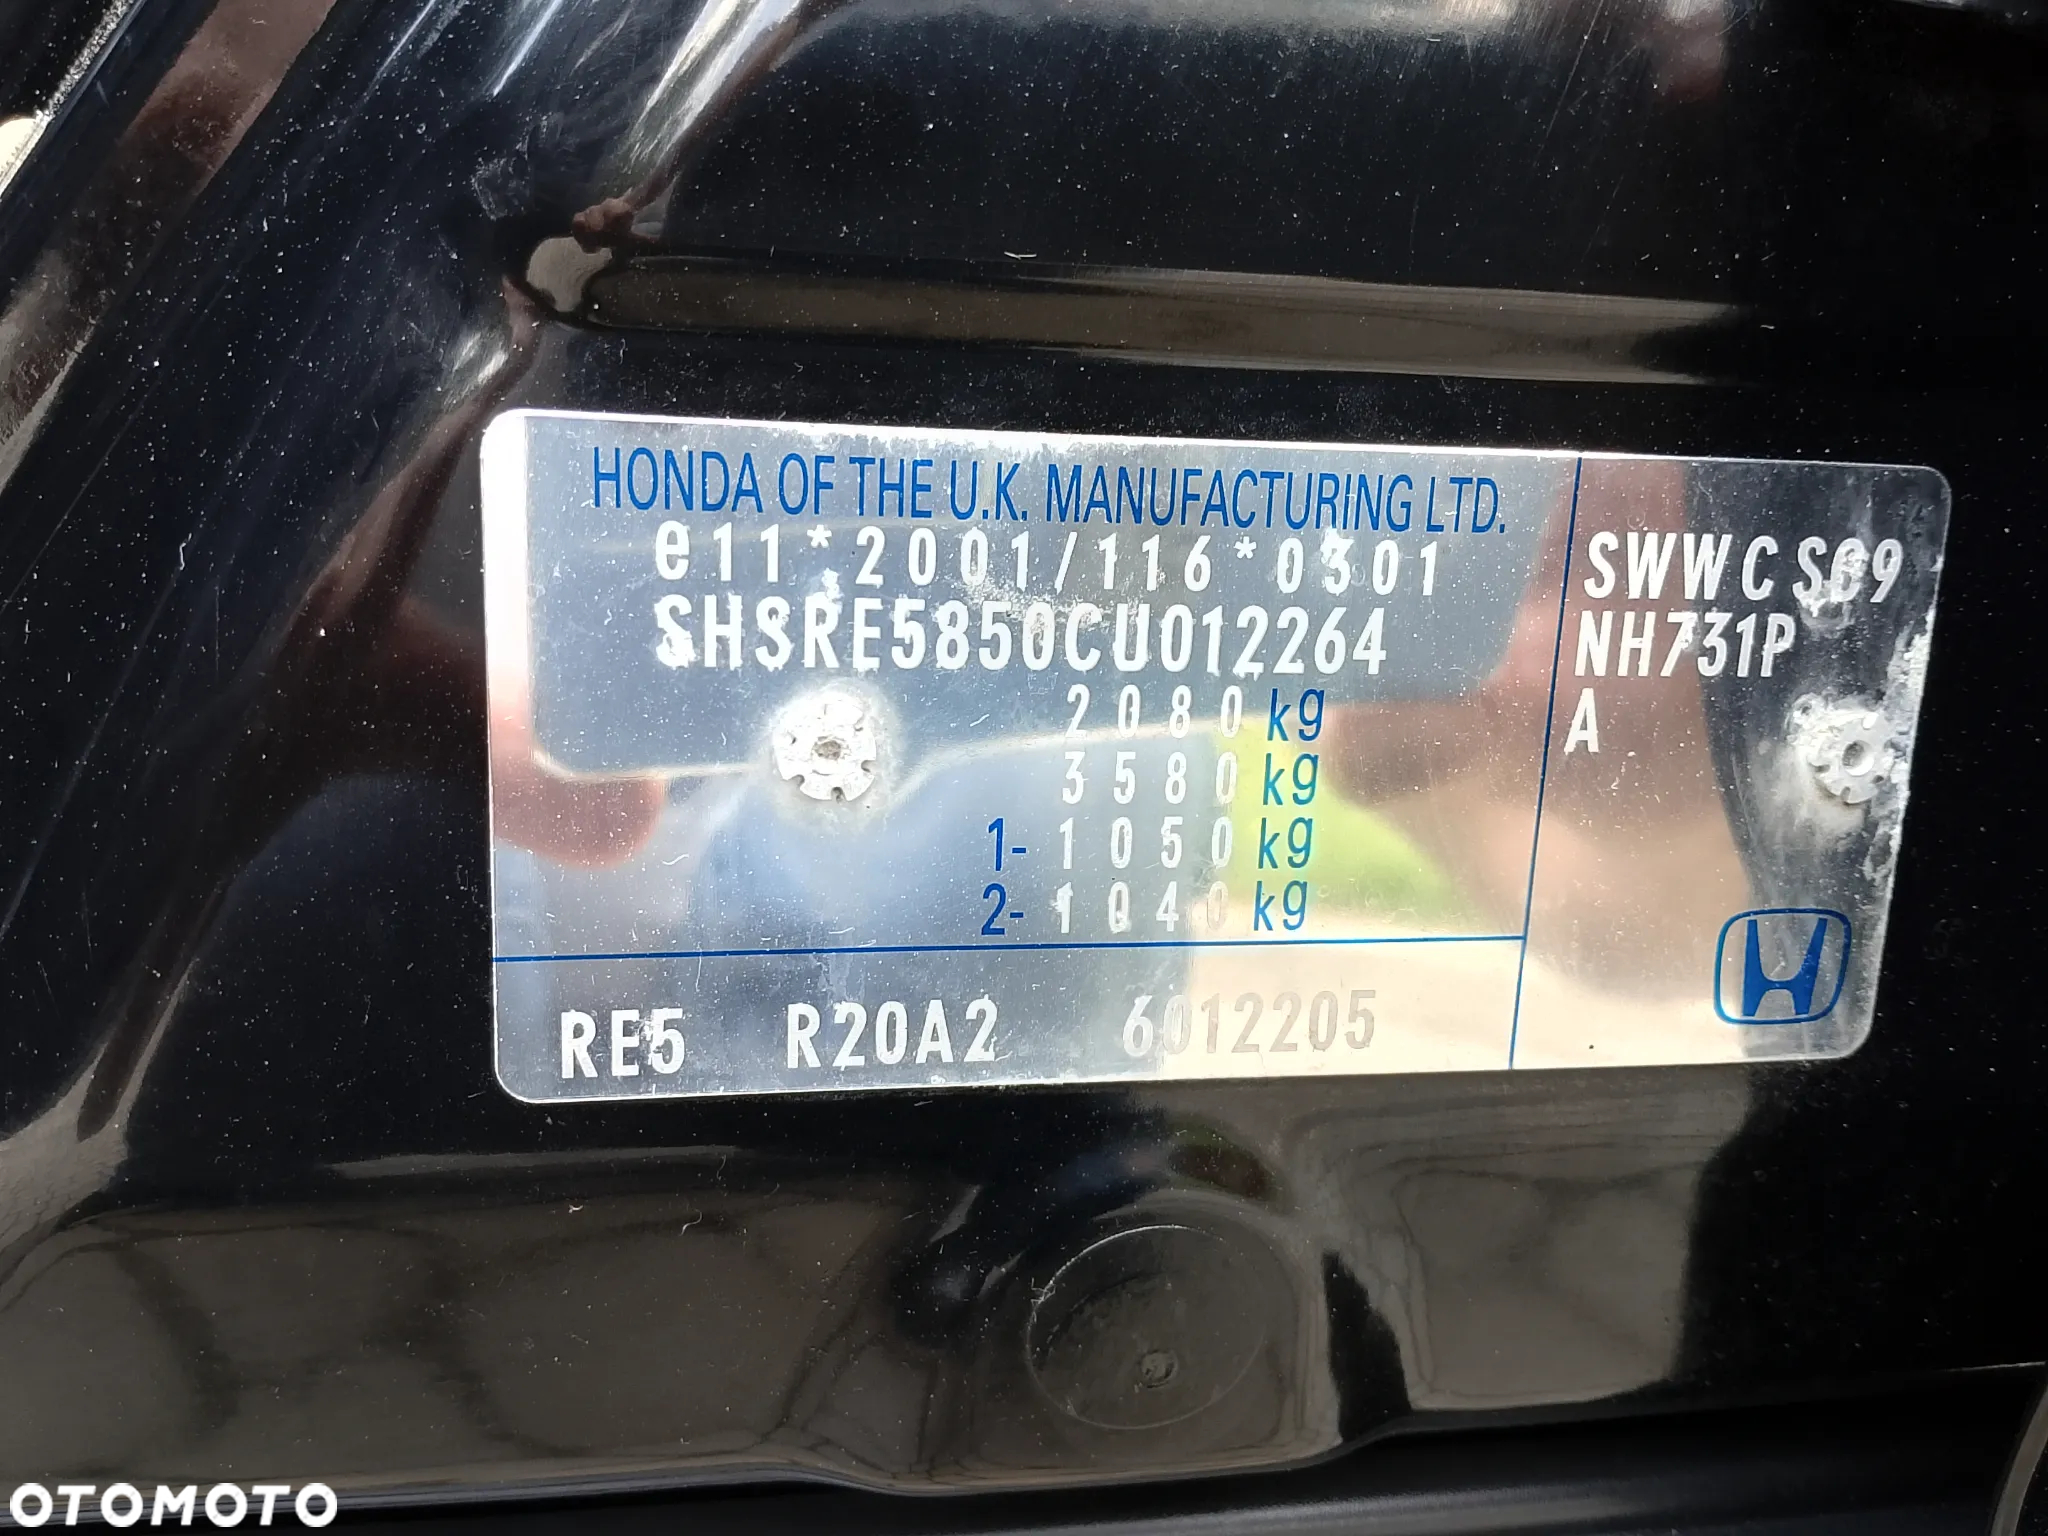 HONDA OF THE U.K. MANUFACTURING LTD.
e11*2001/116*0301
SHSRE5850CU012264
2080 kg
3580 kg
1- 1050 kg
2- 1040 kg
RE5 R20A2 6012205
SWWC
NH731P
A
OTOMOTO